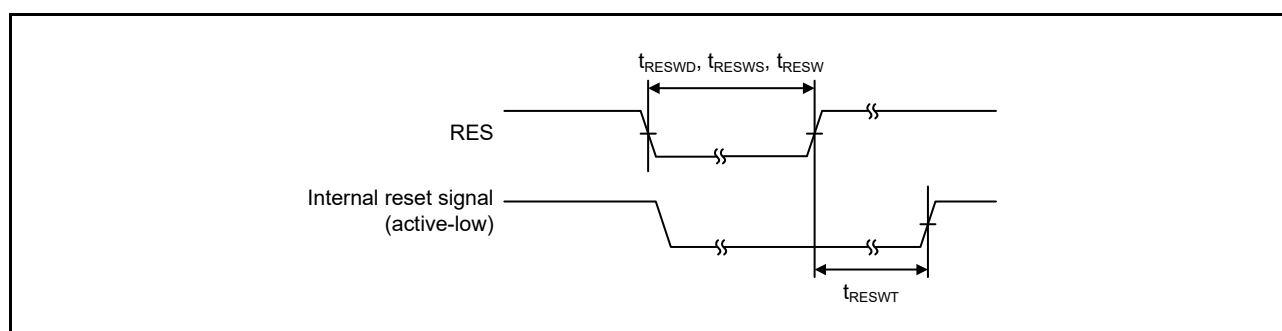 tRESWD, tRESWS, tRESW
RES
Internal reset signal
(active-low)
tRESWT